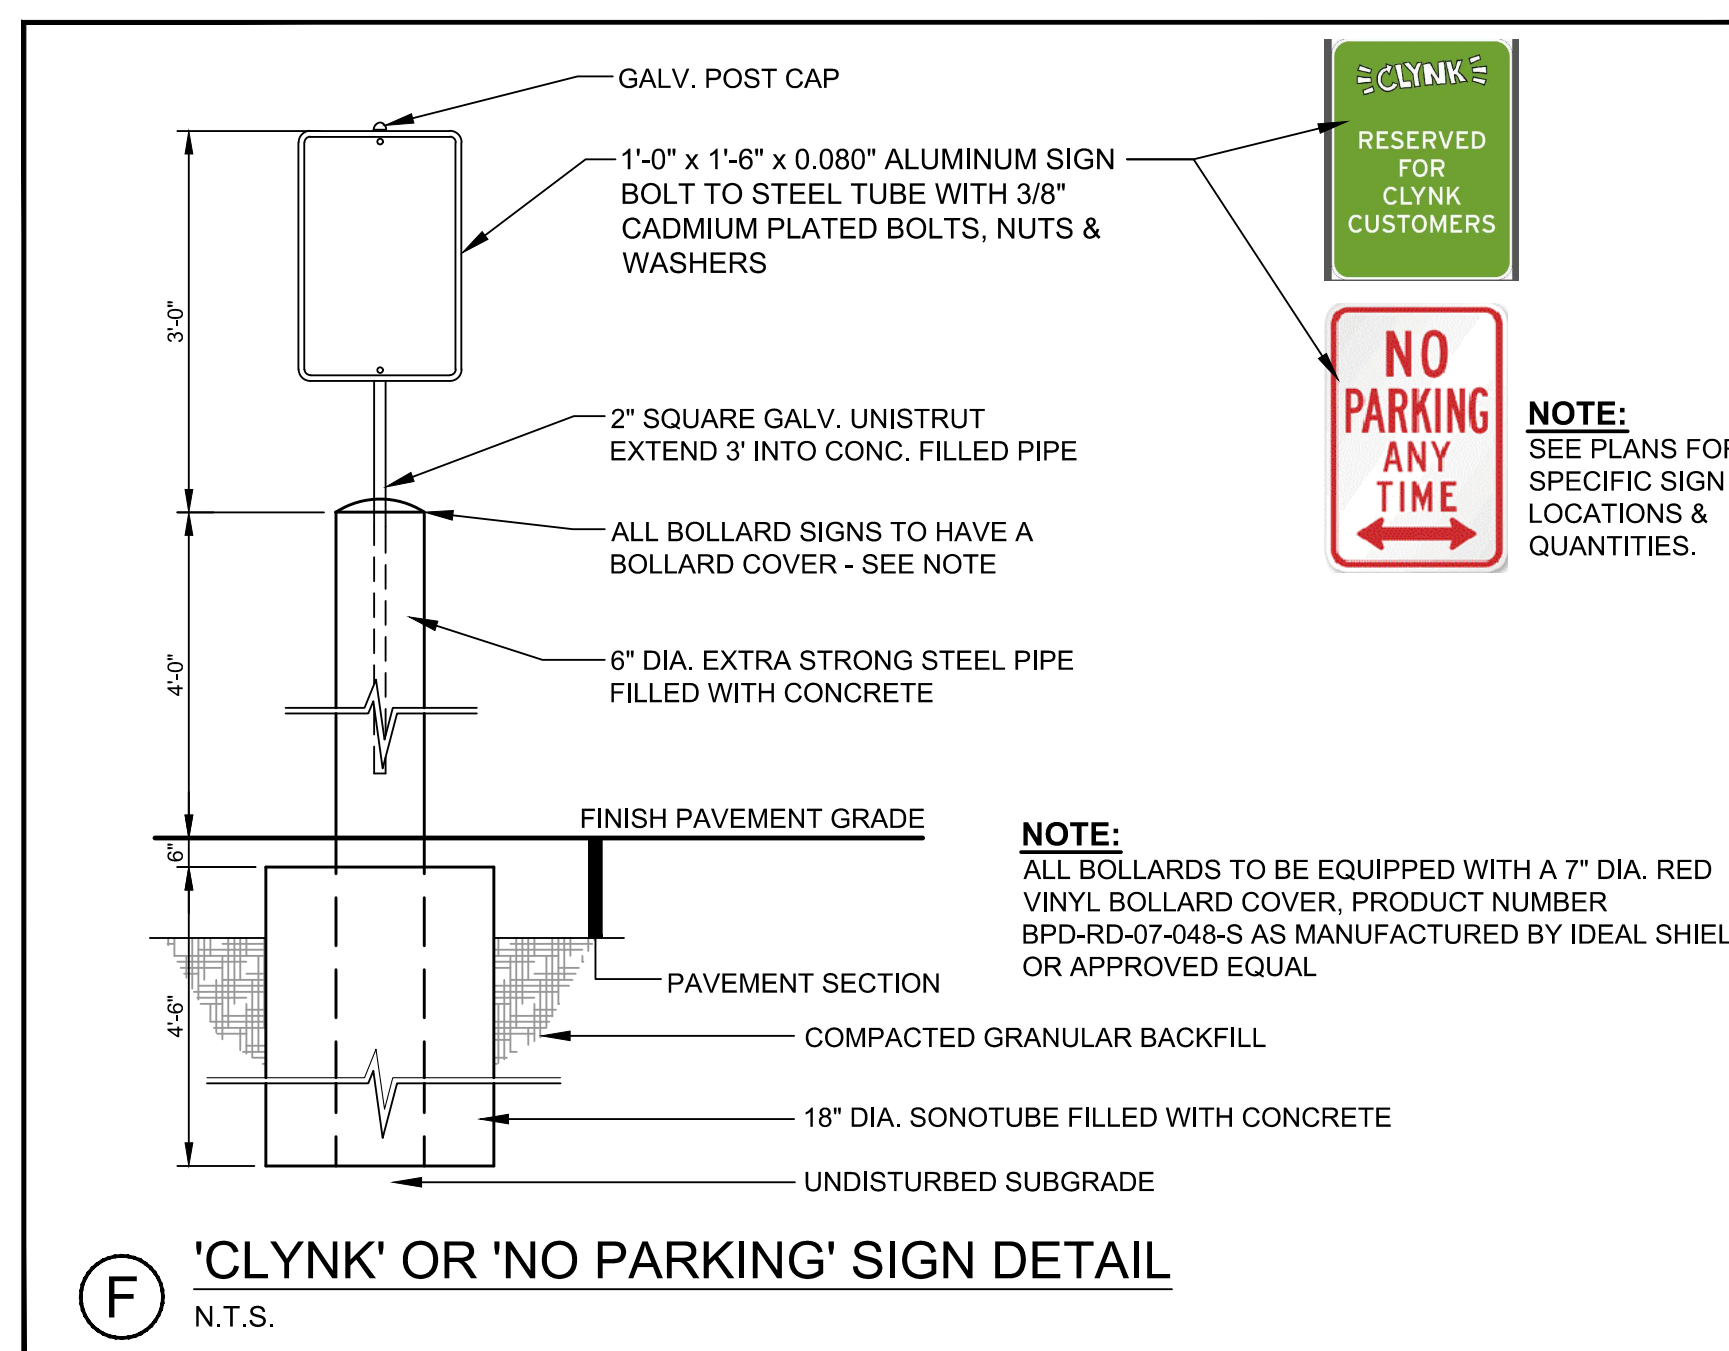 GALV. POST CAP
1'-0" x 1'-6" x 0.080" ALUMINUM SIGN
BOLT TO STEEL TUBE WITH 3/8"
CADMIUM PLATED BOLTS, NUTS &
WASHERS
CLYNK
RESERVED
FOR
CLYNK
CUSTOMERS
NO
PARKING
ANY
TIME
NOTE:
SEE PLANS FOR
SPECIFIC SIGN
LOCATIONS &
QUANTITIES.
3'-0"
2" SQUARE GALV. UNISTRUT
EXTEND 3' INTO CONC. FILLED PIPE
ALL BOLLARD SIGNS TO HAVE A
BOLLARD COVER - SEE NOTE
4'-0"
6" DIA. EXTRA STRONG STEEL PIPE
FILLED WITH CONCRETE
FINISH PAVEMENT GRADE
6"
NOTE:
ALL BOLLARDS TO BE EQUIPPED WITH A 7" DIA. RED
VINYL BOLLARD COVER, PRODUCT NUMBER
BPD-RD-07-048-S AS MANUFACTURED BY IDEAL SHIEL
OR APPROVED EQUAL
4'-6"
PAVEMENT SECTION
COMPACTED GRANULAR BACKFILL
18" DIA. SONOTUBE FILLED WITH CONCRETE
UNDISTURBED SUBGRADE
F
'CLYNK' OR 'NO PARKING' SIGN DETAIL
N.T.S.